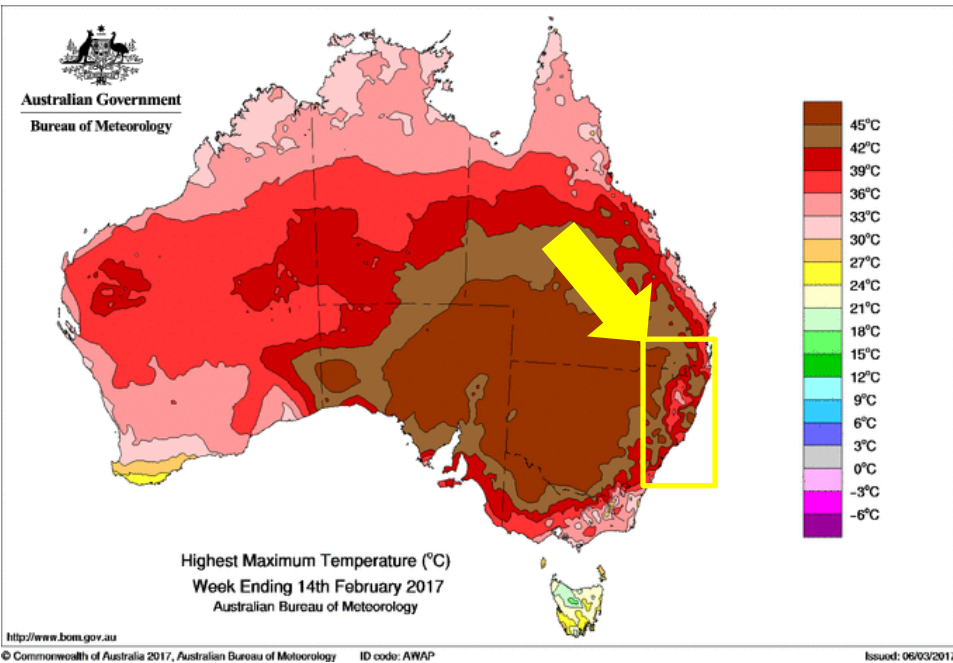 Australian Government
Bureau of Meteorology
45°C
42°C
39°C
36°C
33°C
30°C
27°C
24°C
21°C
18°C
15°C
12°C
9°C
6°C
3°C
0°C
-3°C
-6°C
Highest Maximum Temperature (°C)
Week Ending 14th February 2017
Australian Bureau of Meteorology
http://www.bom.gov.au
© Commonwealth of Australia 2017, Australian Bureau of Meteorology ID code: AWAP Issued: 06/03/2017